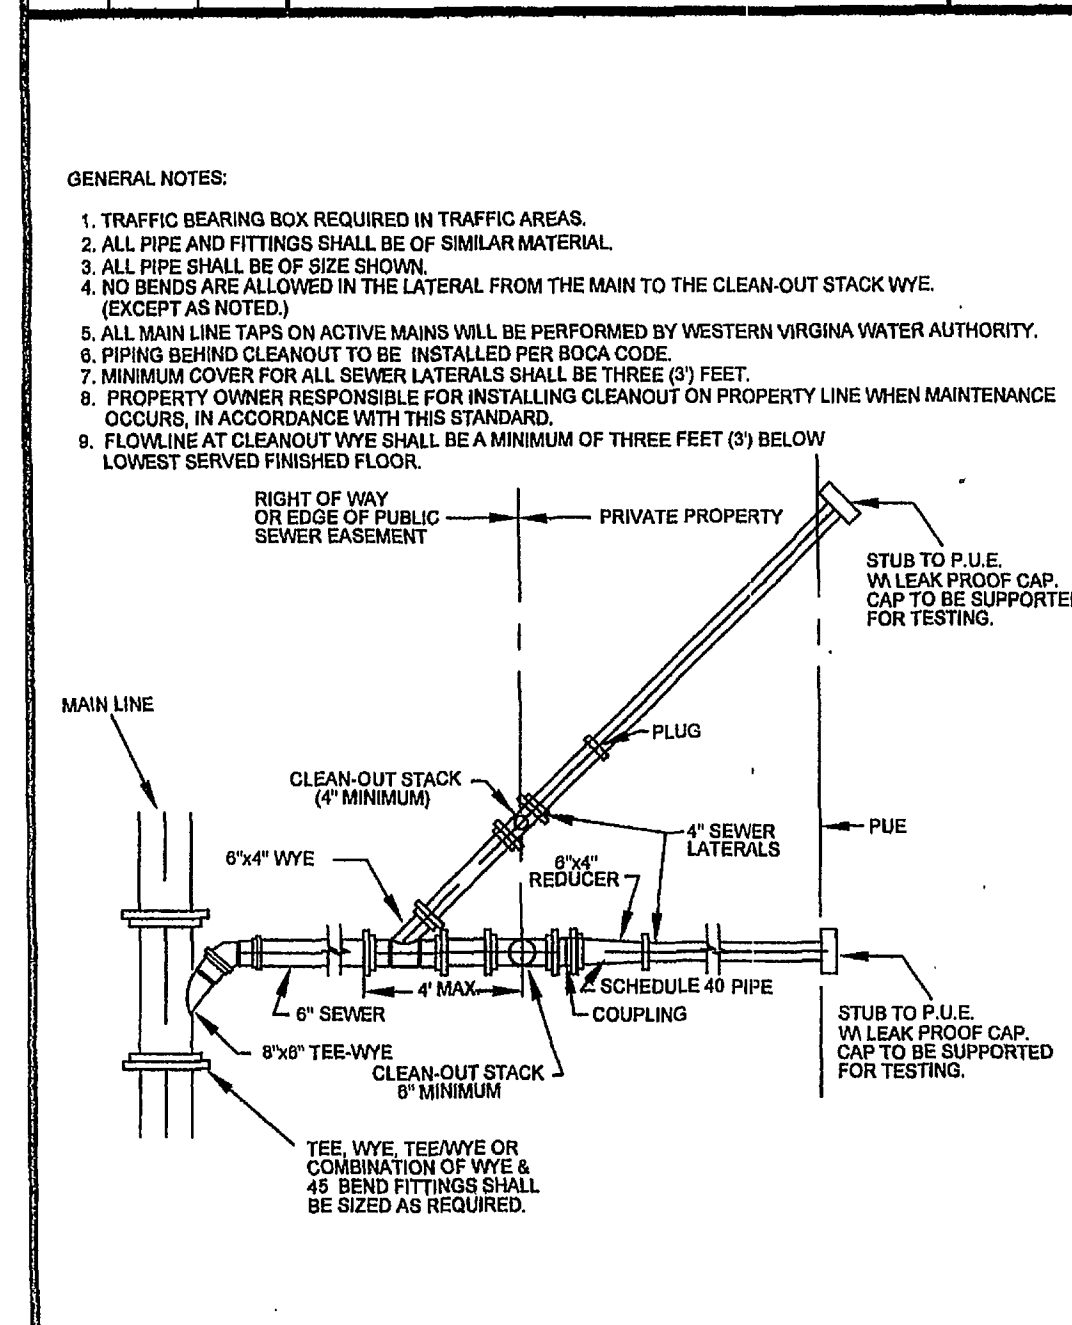 GENERAL NOTES:
1. TRAFFIC BEARING BOX REQUIRED IN TRAFFIC AREAS.
2. ALL PIPE AND FITTINGS SHALL BE OF SIMILAR MATERIAL.
3. ALL PIPE SHALL BE OF SIZE SHOWN.
4. NO BENDS ARE ALLOWED IN THE LATERAL FROM THE MAIN TO THE CLEAN-OUT STACK WYE.
(EXCEPT AS NOTED.)
5. ALL MAIN LINE TAPS ON ACTIVE MAINS WILL BE PERFORMED BY WESTERN VIRGINA WATER AUTHORITY.
6. PIPING BEHIND CLEANOUT TO BE INSTALLED PER BOCA CODE.
7. MINIMUM COVER FOR ALL SEWER LATERALS SHALL BE THREE (3') FEET.
8. PROPERTY OWNER RESPONSIBLE FOR INSTALLING CLEANOUT ON PROPERTY LINE WHEN MAINTENANCE
OCCURS, IN ACCORDANCE WITH THIS STANDARD.
9. FLOWLINE AT CLEANOUT WYE SHALL BE A MINIMUM OF THREE FEET (3') BELOW
LOWEST SERVED FINISHED FLOOR.
RIGHT OF WAY
OR EDGE OF PUBLIC
SEWER EASEMENT
PRIVATE PROPERTY
STUB TO P.U.E.
W\ LEAK PROOF CAP.
CAP TO BE SUPPORTE
FOR TESTING.
MAIN LINE
PLUG
CLEAN-OUT STACK
(4" MINIMUM)
4" SEWER
LATERALS
PUE
6"x4" WYE
6"x4"
REDUCER
4' MAX.
SCHEDULE 40 PIPE
6" SEWER
COUPLING
8"x6" TEE-WYE
CLEAN-OUT STACK
6" MINIMUM
STUB TO P.U.E.
W\ LEAK PROOF CAP.
CAP TO BE SUPPORTED
FOR TESTING.
TEE, WYE, TEE/WYE OR
COMBINATION OF WYE &
45 BEND FITTINGS SHALL
BE SIZED AS REQUIRED.